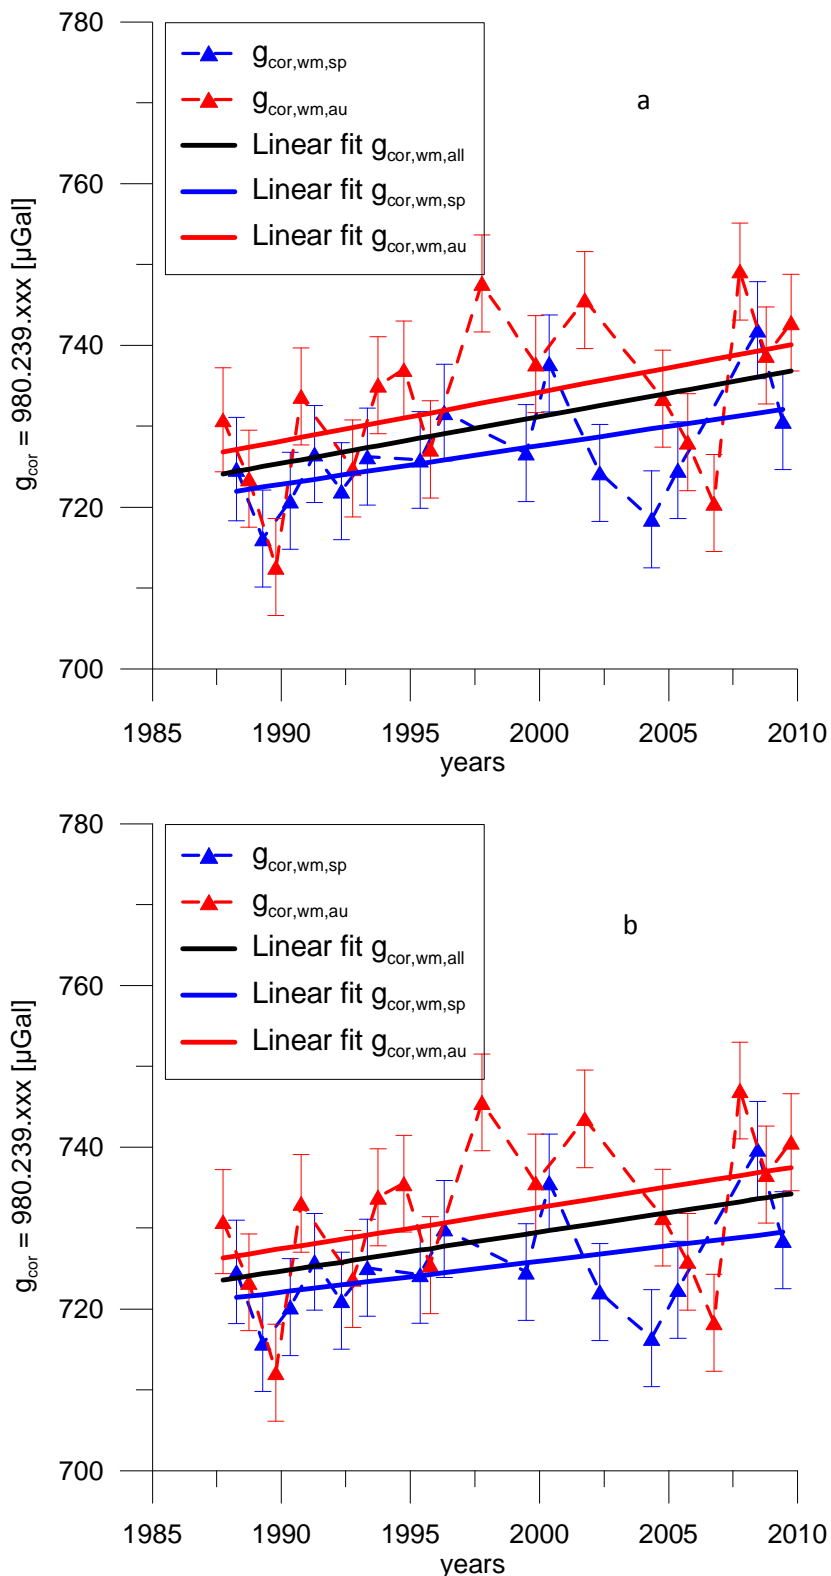 780
g_cor,wm,sp
g_cor,wm,au
a
Linear fit g_cor,wm,all
Linear fit g_cor,wm,sp
Linear fit g_cor,wm,au
760
740
720
700
g_cor = 980.239.xxx [µGal]
1985 1990 1995 2000 2005 2010
years
780
g_cor,wm,sp
g_cor,wm,au
b
Linear fit g_cor,wm,all
Linear fit g_cor,wm,sp
Linear fit g_cor,wm,au
760
740
720
700
g_cor = 980.239.xxx [µGal]
1985 1990 1995 2000 2005 2010
years